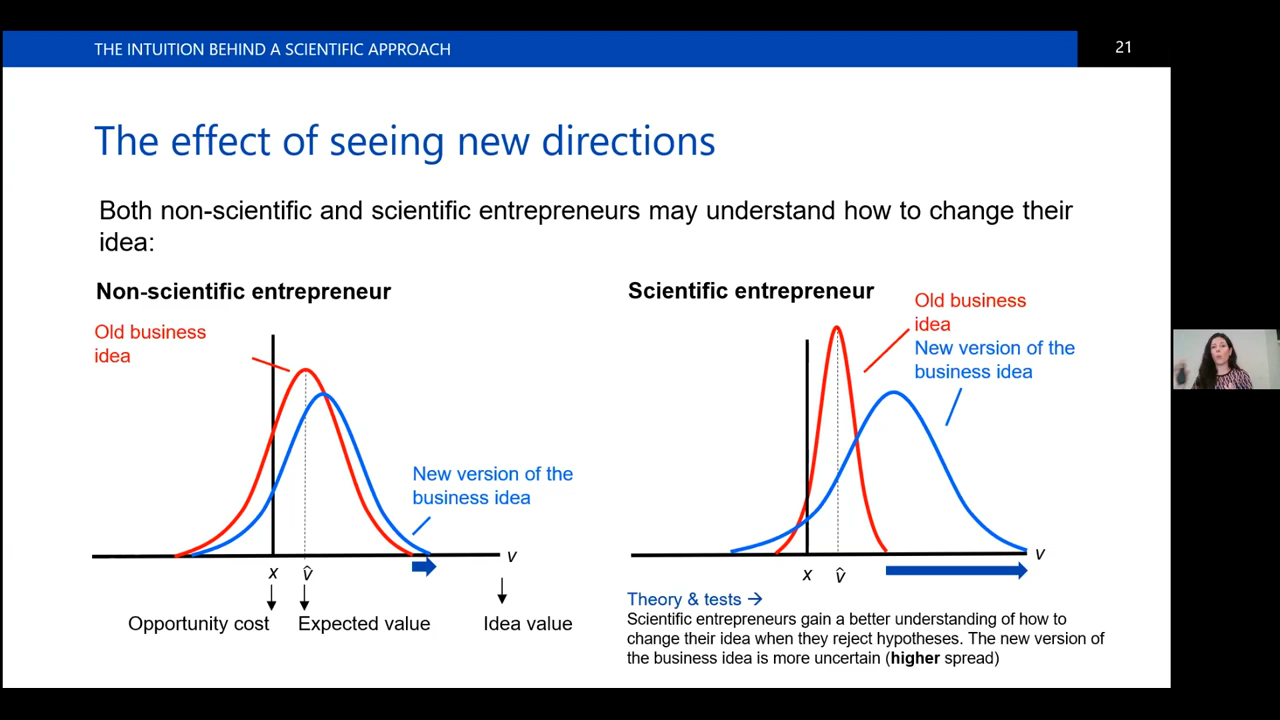 THE INTUITION BEHIND A SCIENTIFIC APPROACH
21
The effect of seeing new directions
Both non-scientific and scientific entrepreneurs may understand how to change their
idea:
Non-scientific entrepreneur
Old business
idea
New version of the
business idea
v
x
v̂
Opportunity cost
Expected value
Idea value
Scientific entrepreneur
Old business
idea
New version of the
business idea
v
x
v̂
Theory & tests →
Scientific entrepreneurs gain a better understanding of how to
change their idea when they reject hypotheses. The new version of
the business idea is more uncertain (higher spread)